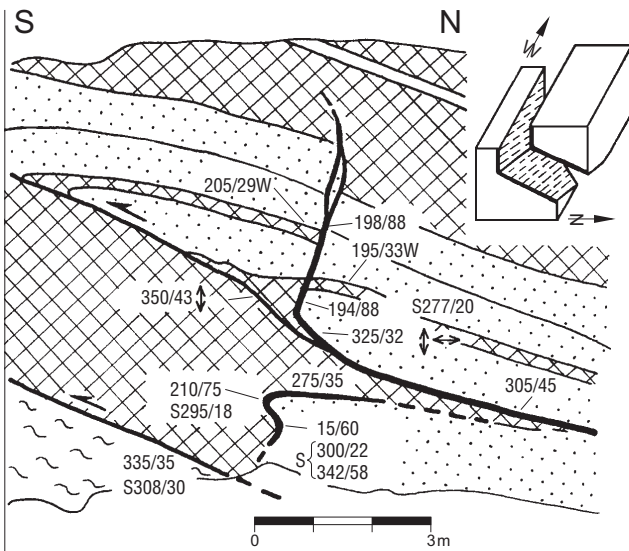 S
N
W
N
205/29W
198/88
195/33W
350/43
194/88
S277/20
325/32
210/75
275/35
305/45
S295/18
15/60
S { 300/22
342/58
335/35
S308/30
0
3m